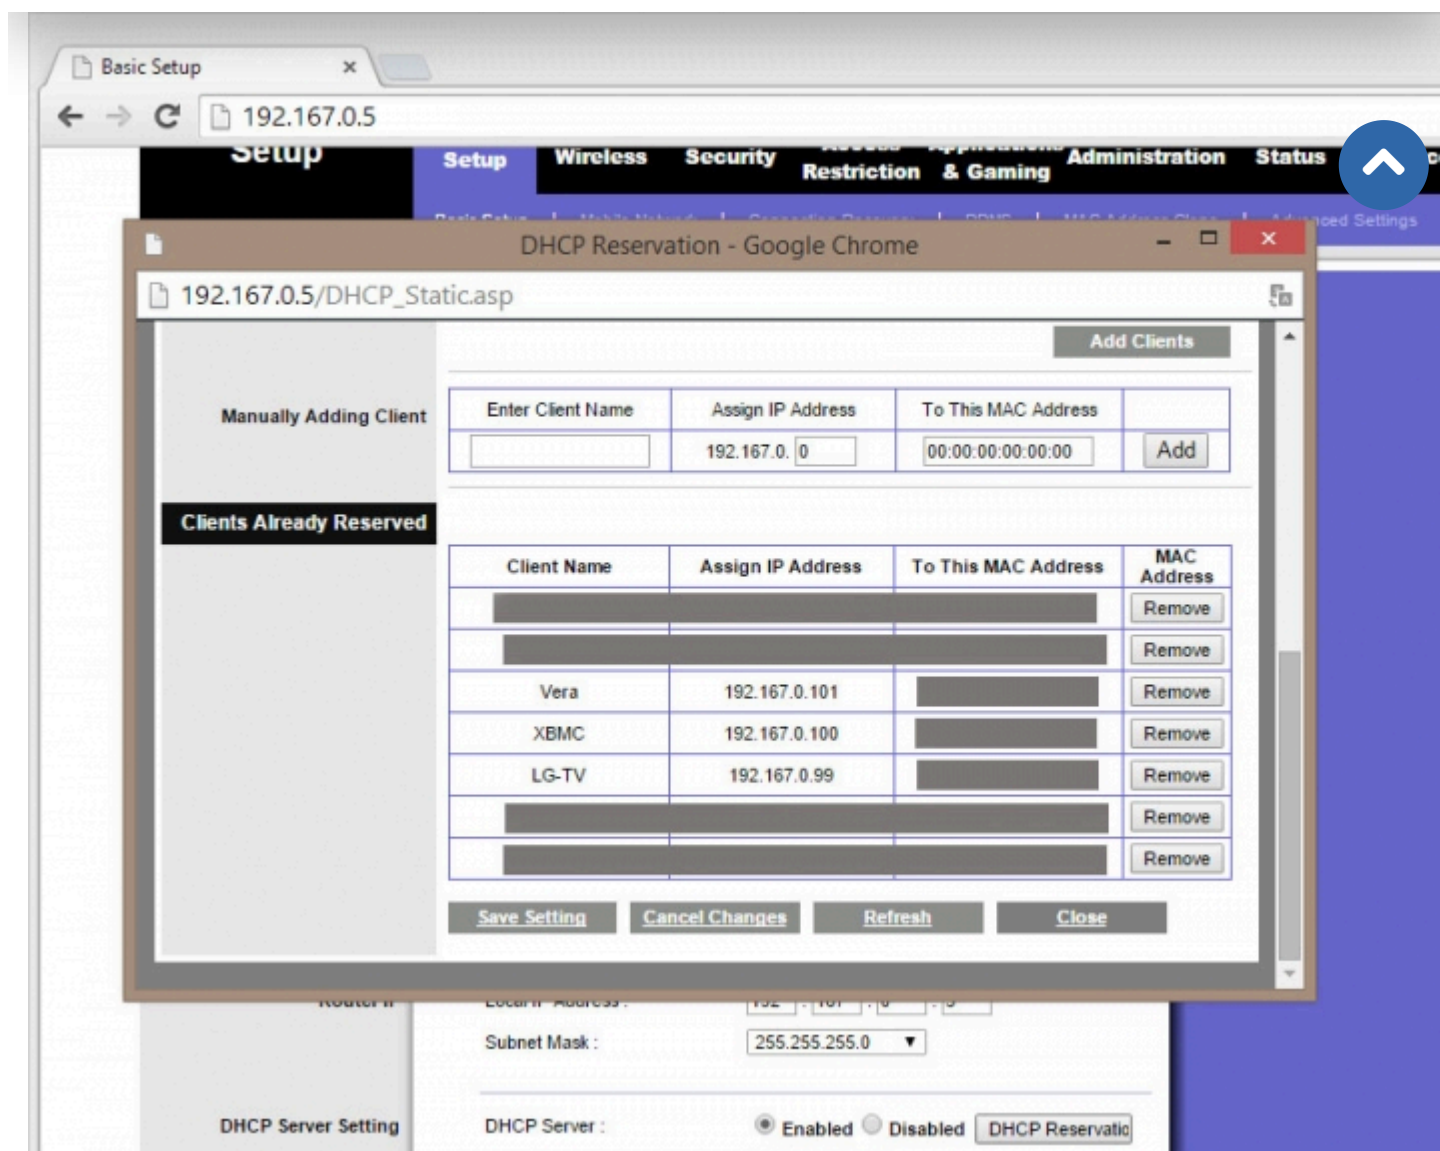 Basic Setup
192.167.0.5
Setup
Setup Wireless Security Restriction & Gaming Administration Status
DHCP Reservation - Google Chrome
192.167.0.5/DHCP_Static.asp
Add Clients
Manually Adding Client
Enter Client Name Assign IP Address To This MAC Address
192.167.0. 0 00:00:00:00:00:00 Add
Clients Already Reserved
Client Name Assign IP Address To This MAC Address MAC Address
Remove
Remove
Vera 192.167.0.101 Remove
XBMC 192.167.0.100 Remove
LG-TV 192.167.0.99 Remove
Remove
Remove
Save Setting Cancel Changes Refresh Close
Subnet Mask : 255.255.255.0
DHCP Server Setting DHCP Server : Enabled Disabled DHCP Reservatio